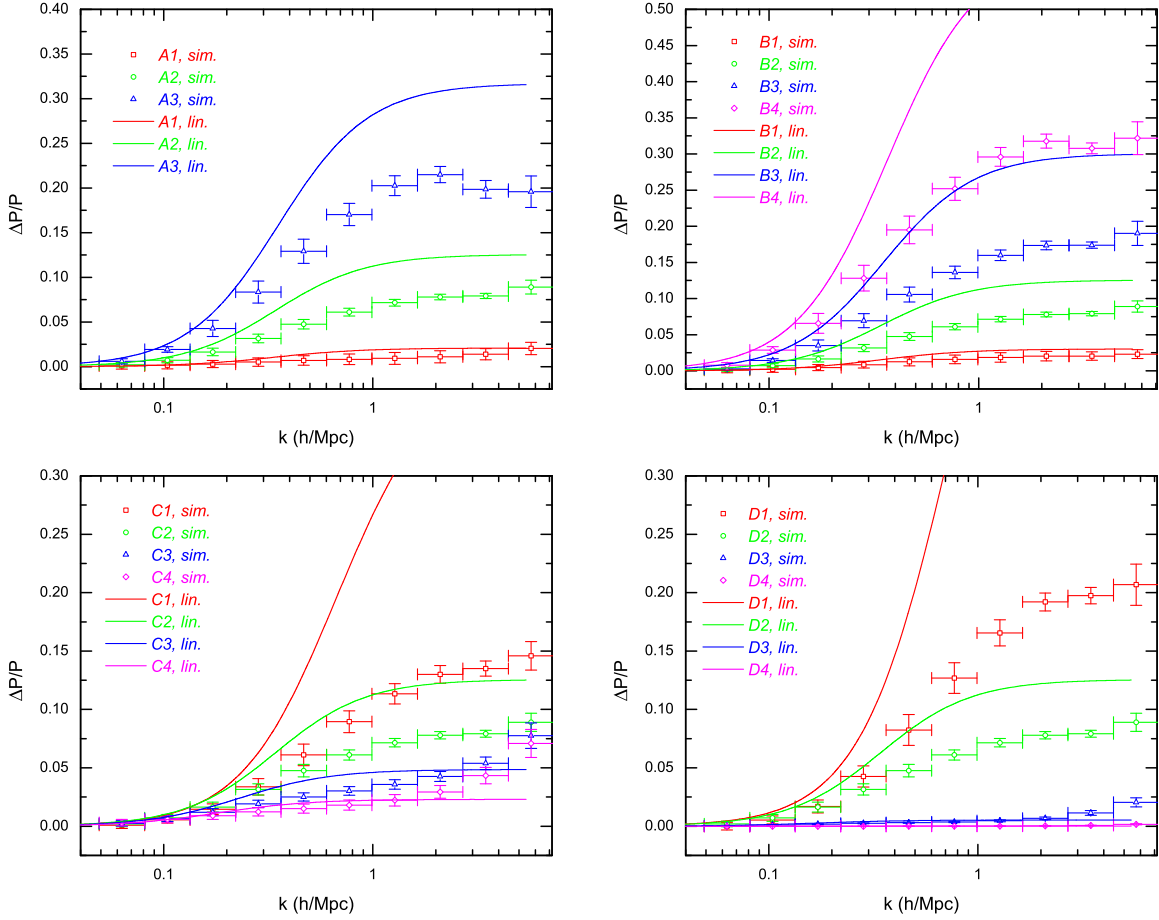 0.40
0.35
0.30
0.25
0.20
0.15
0.10
0.05
0.00
ΔP/P
A1, sim.
A2, sim.
A3, sim.
A1, lin.
A2, lin.
A3, lin.
0.1
1
k (h/Mpc)
0.50
0.45
0.40
0.35
0.30
0.25
0.20
0.15
0.10
0.05
0.00
ΔP/P
B1, sim.
B2, sim.
B3, sim.
B4, sim.
B1, lin.
B2, lin.
B3, lin.
B4, lin.
0.1
1
k (h/Mpc)
0.30
0.25
0.20
0.15
0.10
0.05
0.00
ΔP/P
C1, sim.
C2, sim.
C3, sim.
C4, sim.
C1, lin.
C2, lin.
C3, lin.
C4, lin.
0.1
1
k (h/Mpc)
0.30
0.25
0.20
0.15
0.10
0.05
0.00
ΔP/P
D1, sim.
D2, sim.
D3, sim.
D4, sim.
D1, lin.
D2, lin.
D3, lin.
D4, lin.
0.1
1
k (h/Mpc)